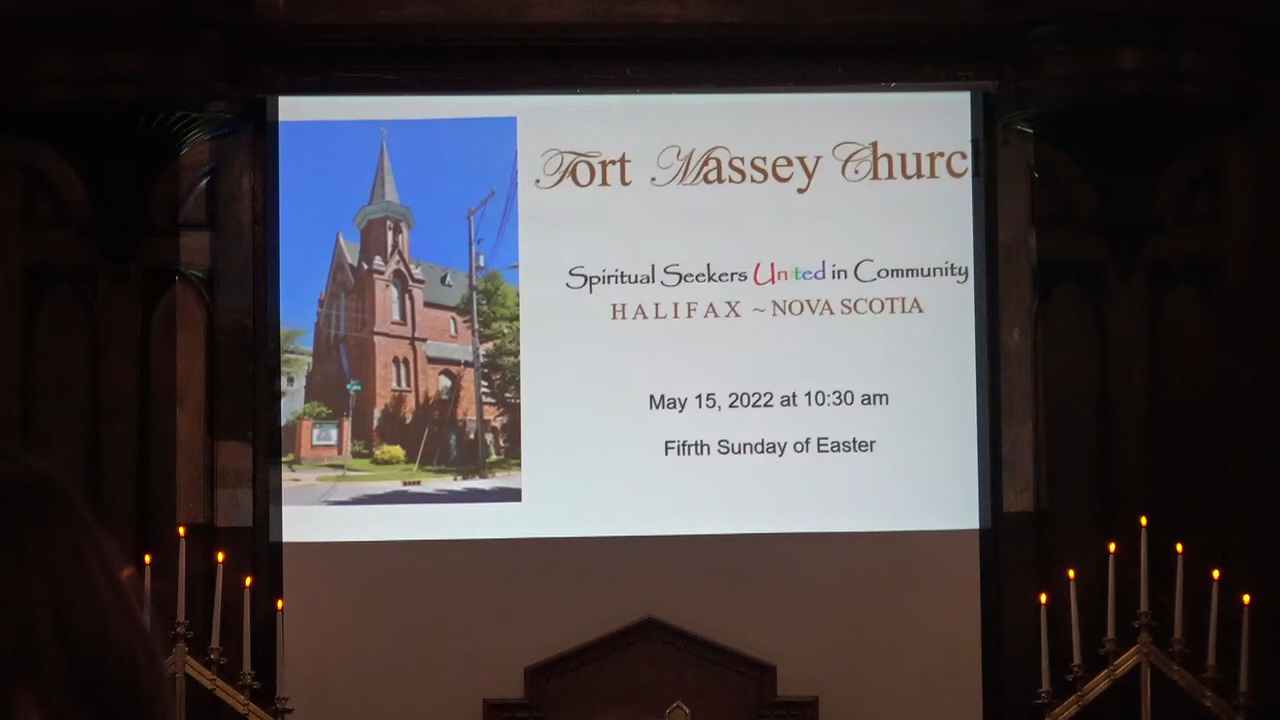 Fort Massey Churc
Spiritual Seekers United in Community
HALIFAX ~ NOVA SCOTIA
May 15, 2022 at 10:30 am
Fifrth Sunday of Easter